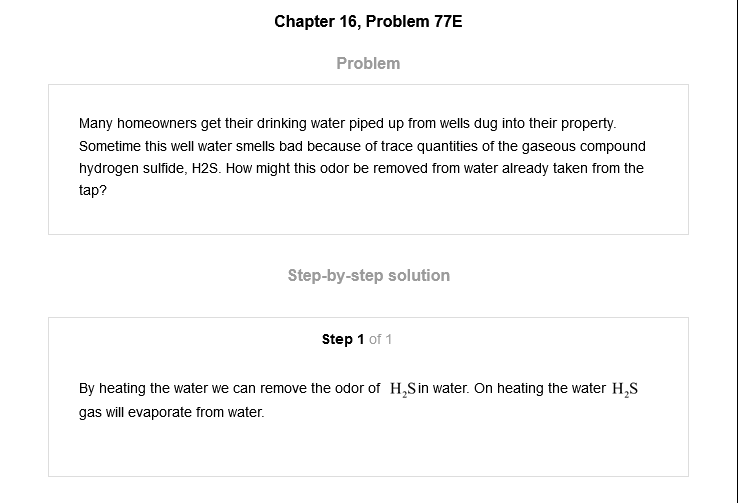 Chapter 16, Problem 77E
Problem
Many homeowners get their drinking water piped up from wells dug into their property.
Sometime this well water smells bad because of trace quantities of the gaseous compound
hydrogen sulfide, H2S. How might this odor be removed from water already taken from the
tap?
Step-by-step solution
Step 1 of 1
By heating the water we can remove the odor of H₂S in water. On heating the water H₂S
gas will evaporate from water.